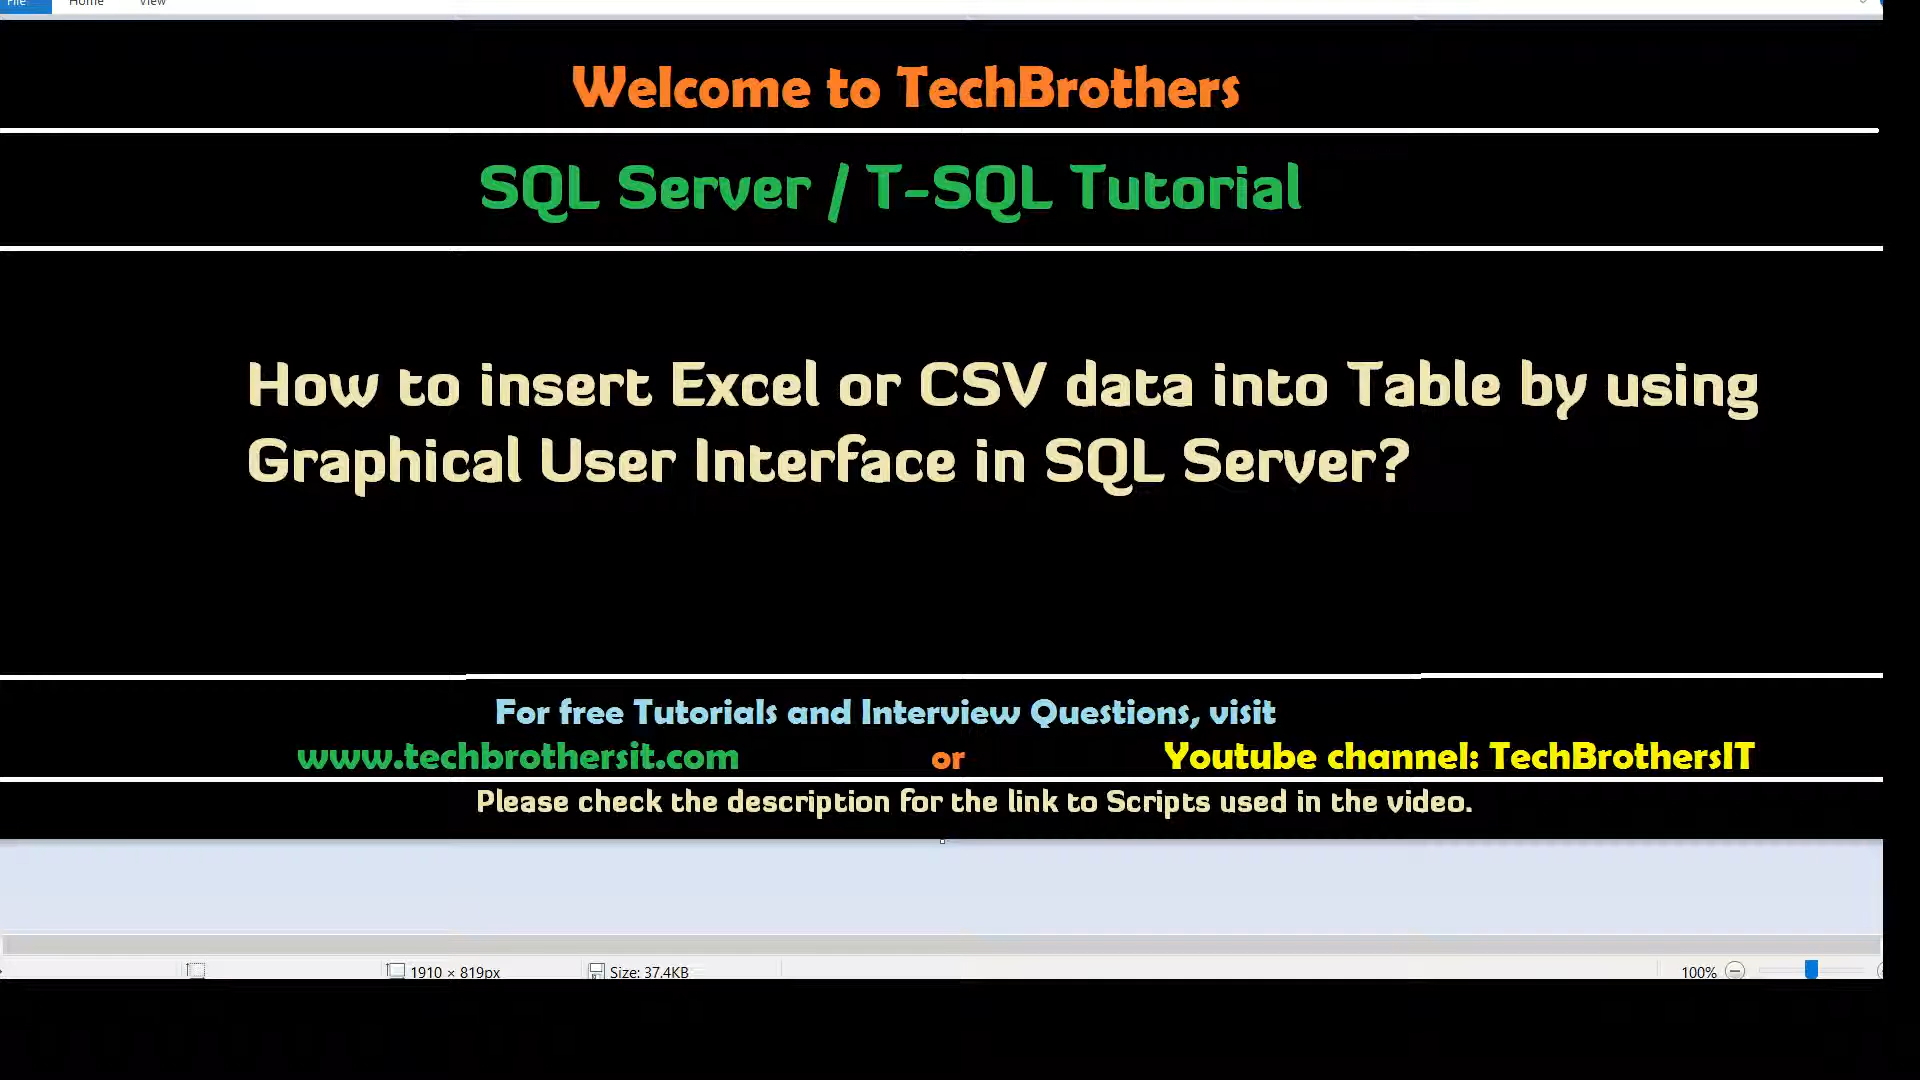 File Home View
Welcome to TechBrothers
SQL Server / T-SQL Tutorial
How to insert Excel or CSV data into Table by using
Graphical User Interface in SQL Server?
For free Tutorials and Interview Questions, visit
www.techbrothersit.com or Youtube channel: TechBrothersIT
Please check the description for the link to Scripts used in the video.
1910 × 819px Size: 37.4KB 100%